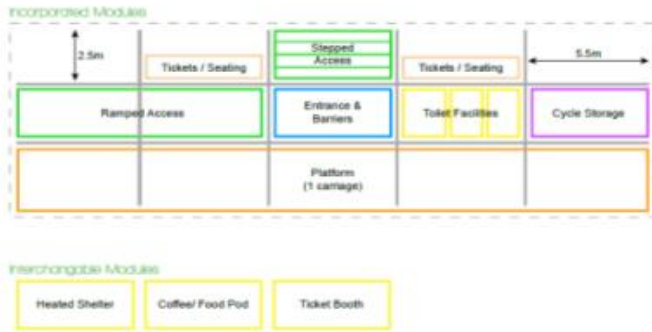 Incorporated Modules
2.5m
Tickets / Seating
Stepped
Access
Tickets / Seating
5.5m
Ramped Access
Entrance &
Barriers
Toilet Facilities
Cycle Storage
Platform
(1 carriage)
Interchangable Modules
Heated Shelter
Coffee/ Food Pod
Ticket Booth